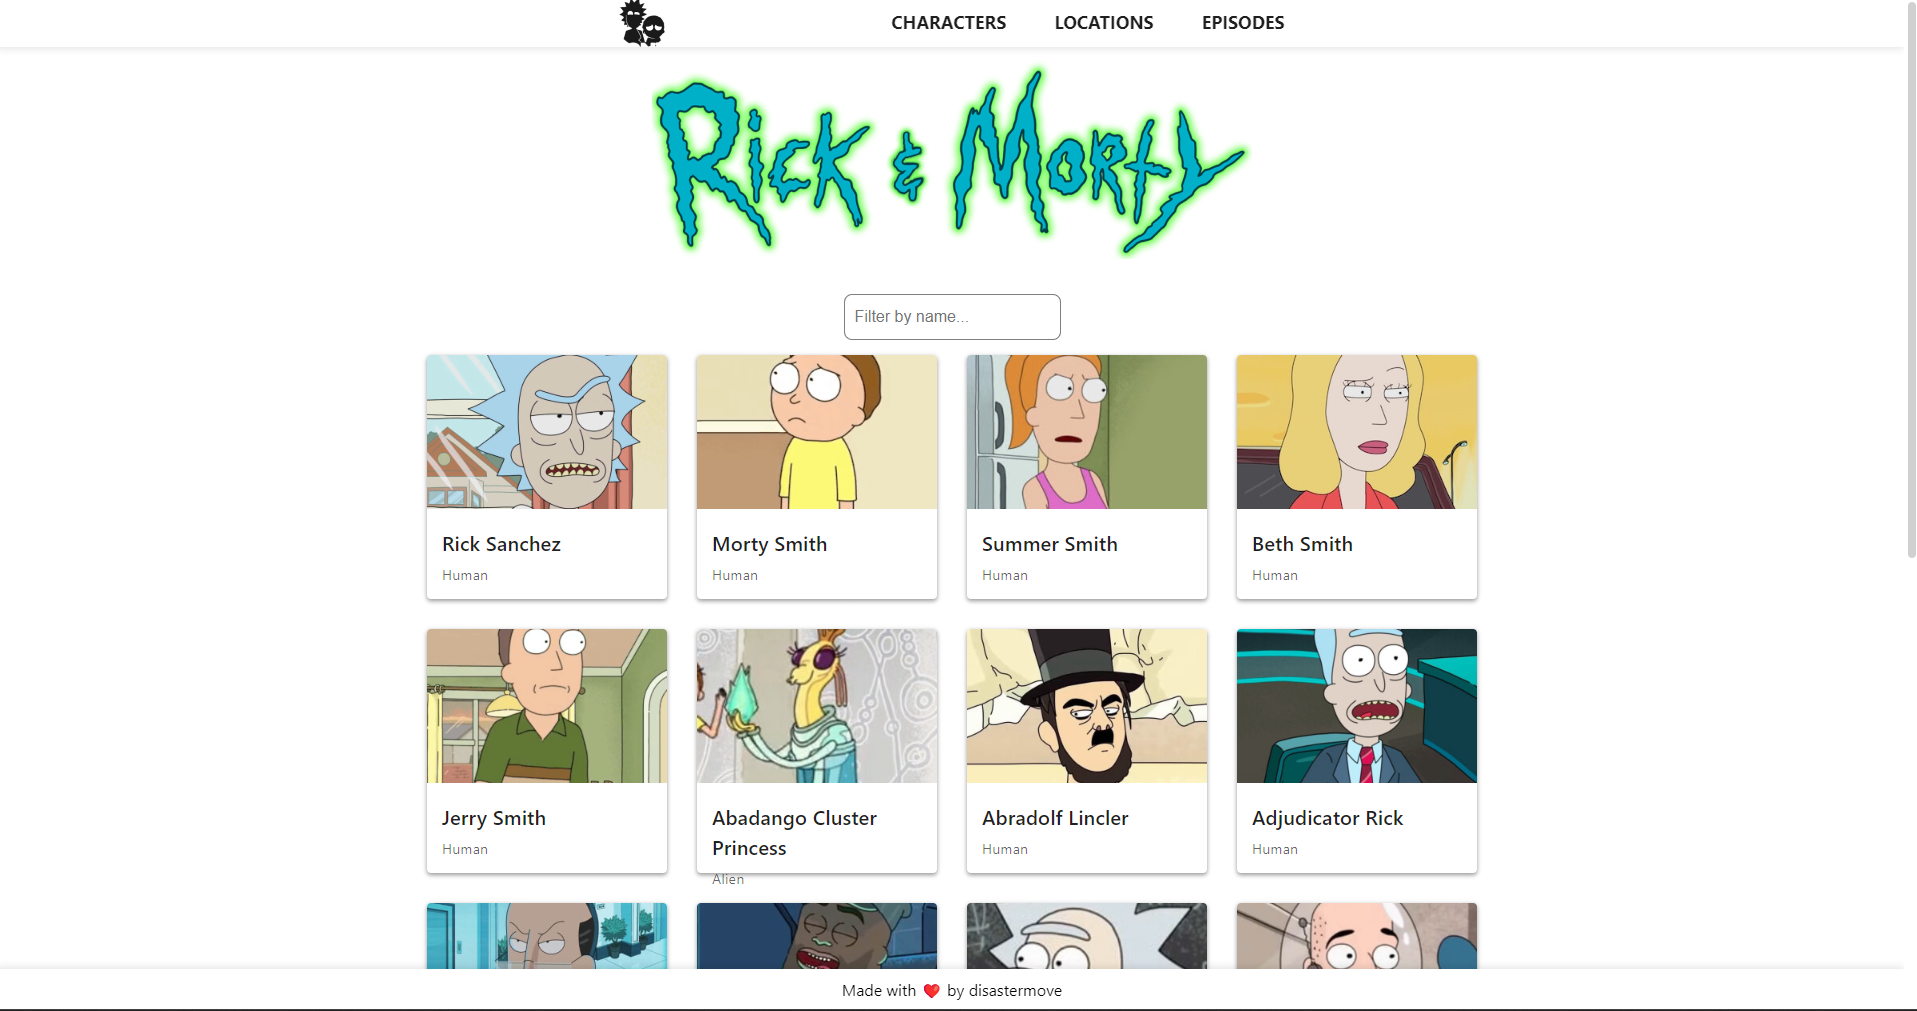 CHARACTERS LOCATIONS EPISODES
Rick & Morty
Filter by name...
Rick Sanchez
Human
Morty Smith
Human
Summer Smith
Human
Beth Smith
Human
Jerry Smith
Human
Abadango Cluster
Princess
Alien
Abradolf Lincler
Human
Adjudicator Rick
Human
Made with ❤️ by disastermove